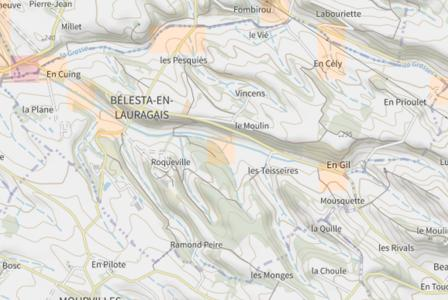 Fombirou
Labouriette
neuve
Millet
le Vié
les Pesquiès
En Cély
En Cuing
Vincens
En Prioulet
la Plane
BÉLESTA-EN-
LAURAGAIS
le Moulin
Roqueville
les Teisseires
En Gil
Mousquette
la Quille
Ramond Peire
les Rivals
Bosc
En Pilote
les Monges
la Choule